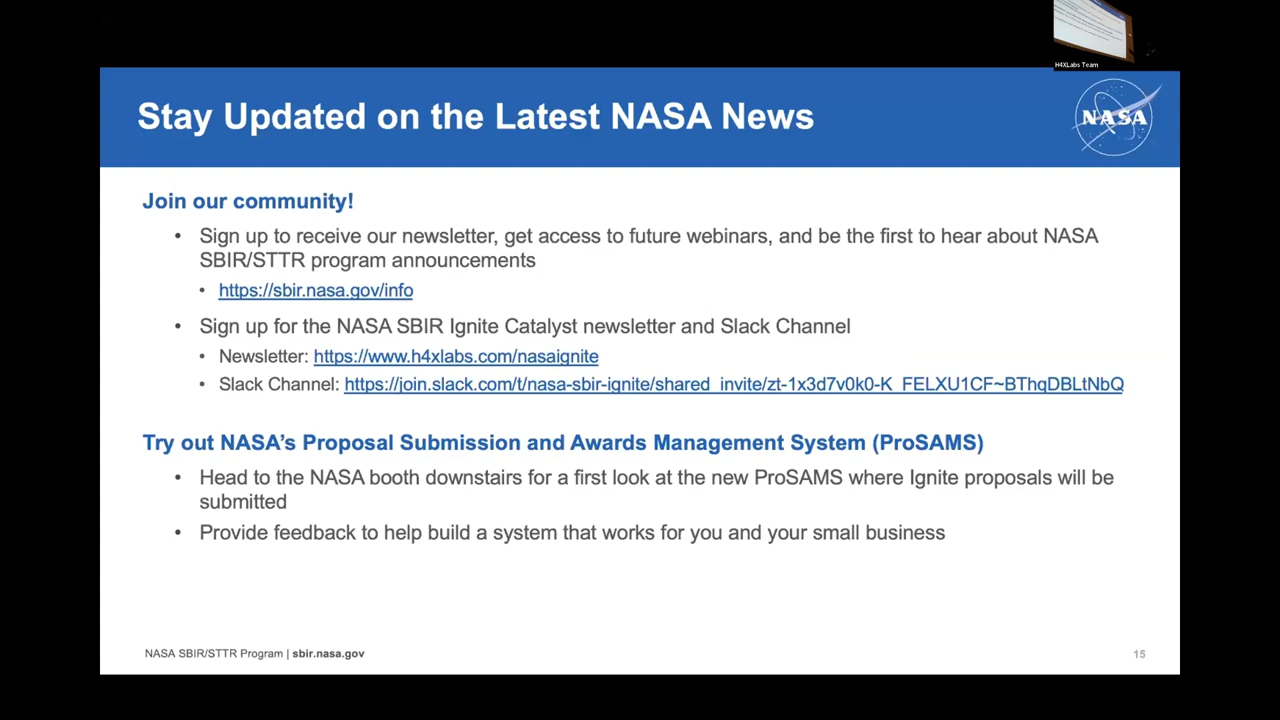 H4XLabs Team
Stay Updated on the Latest NASA News
NASA
Join our community!
• Sign up to receive our newsletter, get access to future webinars, and be the first to hear about NASA
SBIR/STTR program announcements
• https://sbir.nasa.gov/info
• Sign up for the NASA SBIR Ignite Catalyst newsletter and Slack Channel
• Newsletter: https://www.h4xlabs.com/nasaignite
• Slack Channel: https://join.slack.com/t/nasa-sbir-ignite/shared_invite/zt-1x3d7v0k0-K_FELXU1CF~BThqDBLtNbQ
Try out NASA's Proposal Submission and Awards Management System (ProSAMS)
• Head to the NASA booth downstairs for a first look at the new ProSAMS where Ignite proposals will be
submitted
• Provide feedback to help build a system that works for you and your small business
NASA SBIR/STTR Program | sbir.nasa.gov
15